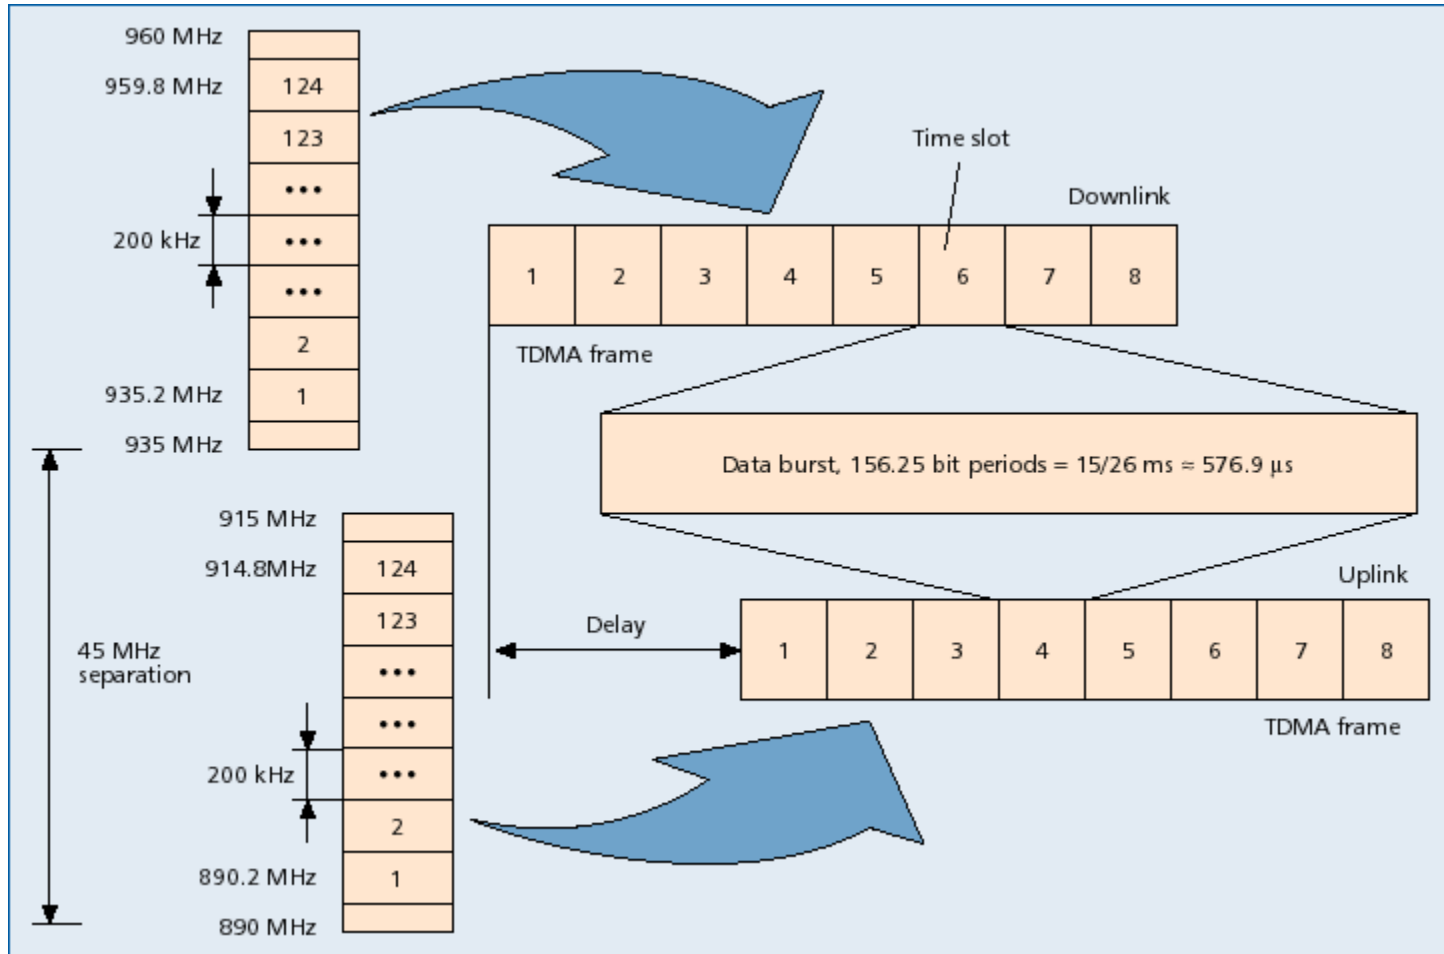 960 MHz
959.8 MHz
124
123
•••
200 kHz
•••
•••
2
935.2 MHz
1
935 MHz
Time slot
Downlink
1 2 3 4 5 6 7 8
TDMA frame
Data burst, 156.25 bit periods = 15/26 ms ≈ 576.9 µs
915 MHz
914.8MHz
124
123
•••
•••
200 kHz
•••
2
890.2 MHz
1
890 MHz
45 MHz
separation
Delay
Uplink
1 2 3 4 5 6 7 8
TDMA frame